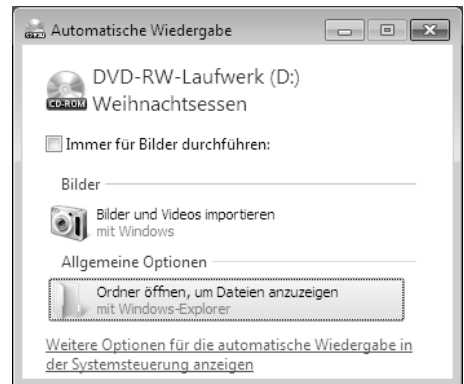 Automatische Wiedergabe
DVD-RW-Laufwerk (D:)
CD-ROM
Weihnachtsessen
Immer für Bilder durchführen:
Bilder
Bilder und Videos importieren
mit Windows
Allgemeine Optionen
Ordner öffnen, um Dateien anzuzeigen
mit Windows-Explorer
Weitere Optionen für die automatische Wiedergabe in
der Systemsteuerung anzeigen